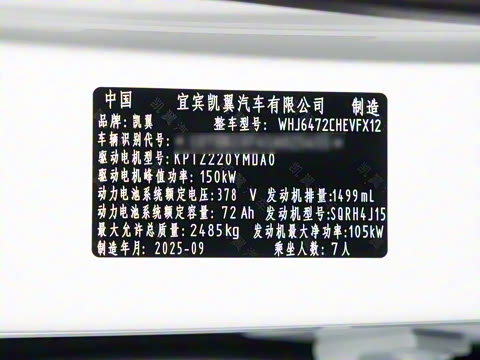 中国 宜宾凯翼汽车有限公司 制造
品牌：凯翼 整车型号：WHJ6472CHEVFX12
车辆识别代号：
驱动电机型号：KPTZ220YMDA0
驱动电机峰值功率：150kW
动力电池系统额定电压：378 V 发动机排量：1499mL
动力电池系统额定容量：72Ah 发动机型号：SQRH4J15
最大允许总质量：2485kg 发动机最大净功率：105kW
制造年月：2025-09 乘坐人数：7人